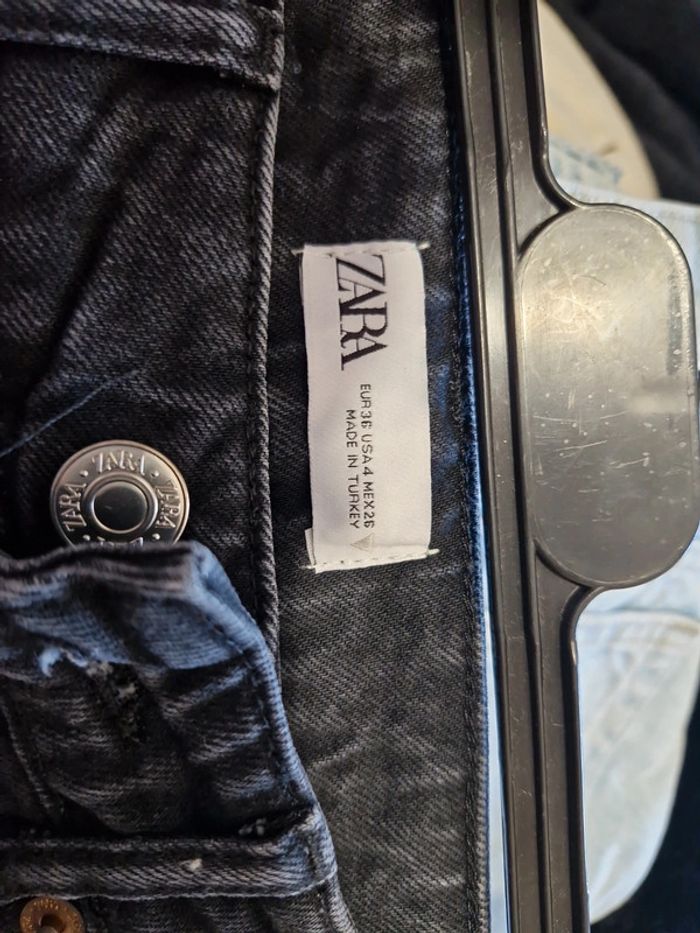 ZARA
EUR 36 USA 4 MEX 26
MADE IN TURKEY
ZARA · ZARA · ZARA